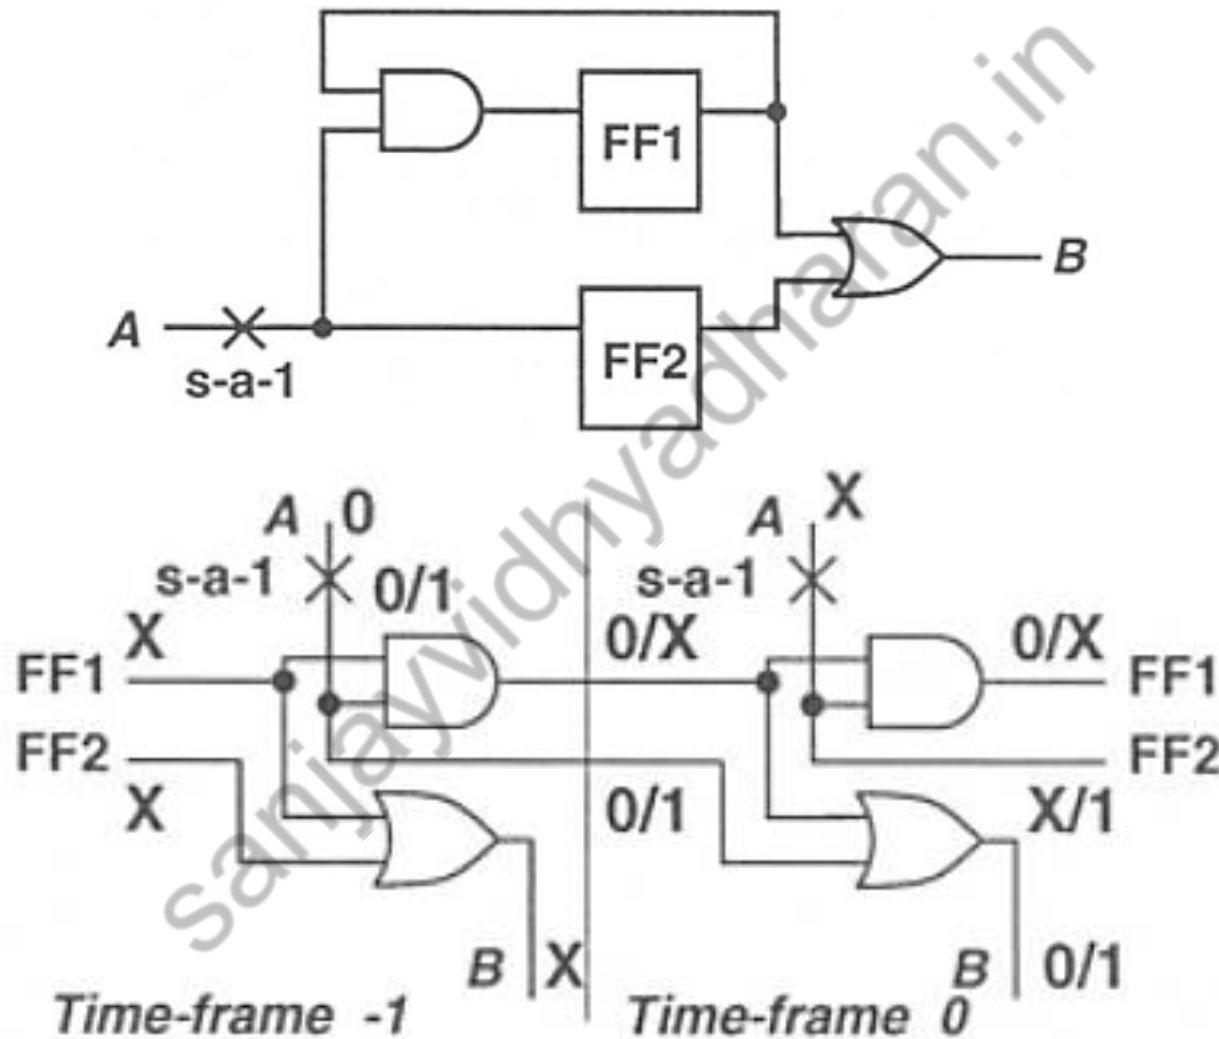 FF1
B
A
s-a-1
FF2
A 0 A X
s-a-1 0/1 s-a-1
X 0/X 0/X
FF1 FF1
FF2 FF2
X 0/1 X/1
B X B 0/1
Time-frame -1 Time-frame 0
sanjayvidhyadharan.in